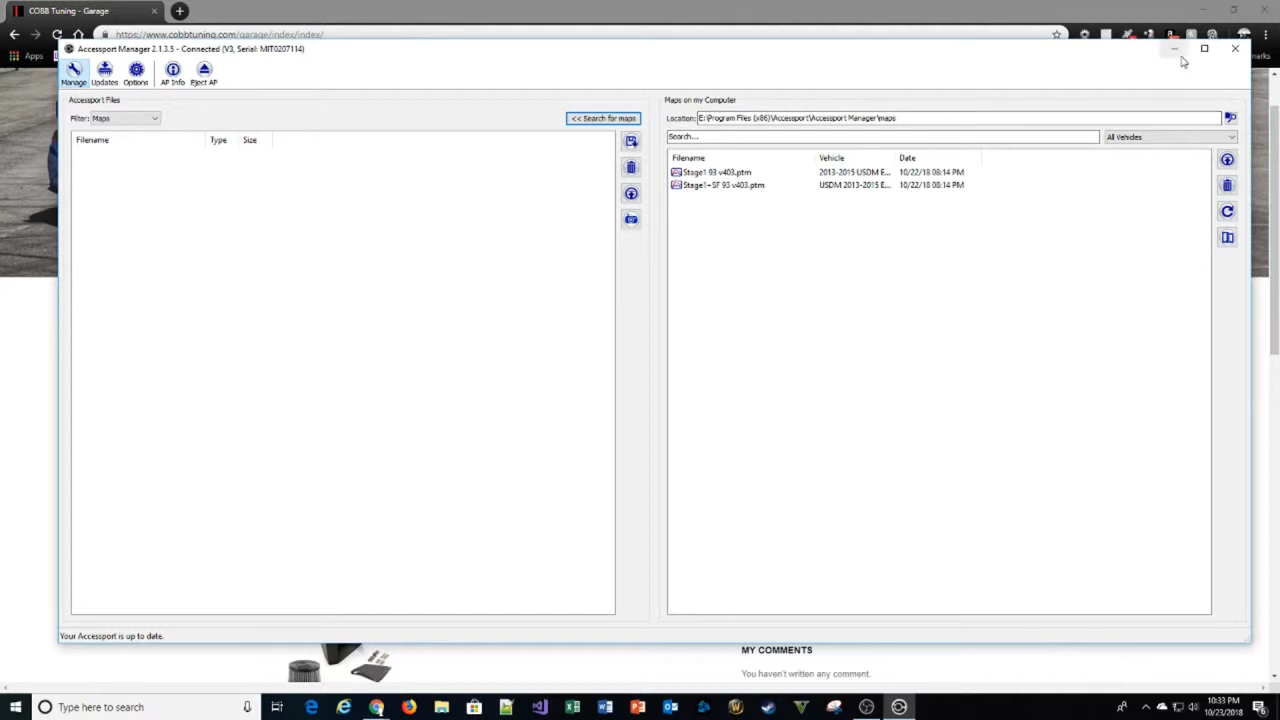 COBB Tuning - Garage
https://www.cobbtuning.com/garage/index/index/
Apps
Accessport Manager 2.1.3.5 - Connected (V3, Serial: MIT0207114)
Manage Updates Options AP Info Eject AP
Accessport Files
Filter: Maps
<< Search for maps
Filename Type Size
Maps on my Computer
Location: E:\Program Files (x86)\Accessport\Accessport Manager\maps
Search...
All Vehicles
Filename Vehicle Date
Stage1 93 v403.ptm 2013-2015 USDM E... 10/22/18 08:14 PM
Stage1+SF 93 v403.ptm USDM 2013-2015 E... 10/22/18 08:14 PM
Your Accessport is up to date.
MY COMMENTS
You haven't written any comment.
Type here to search
10:33 PM
10/23/2018